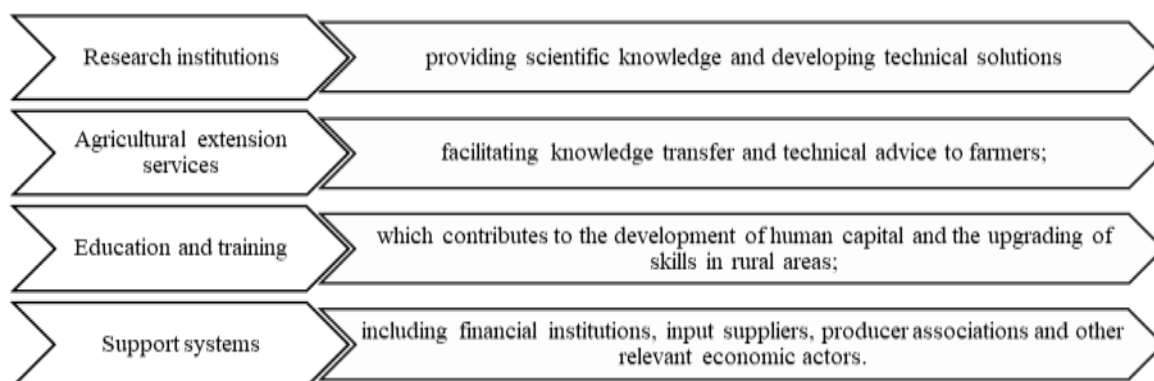 Research institutions
providing scientific knowledge and developing technical solutions
Agricultural extension
services
facilitating knowledge transfer and technical advice to farmers;
Education and training
which contributes to the development of human capital and the upgrading of
skills in rural areas;
Support systems
including financial institutions, input suppliers, producer associations and other
relevant economic actors.